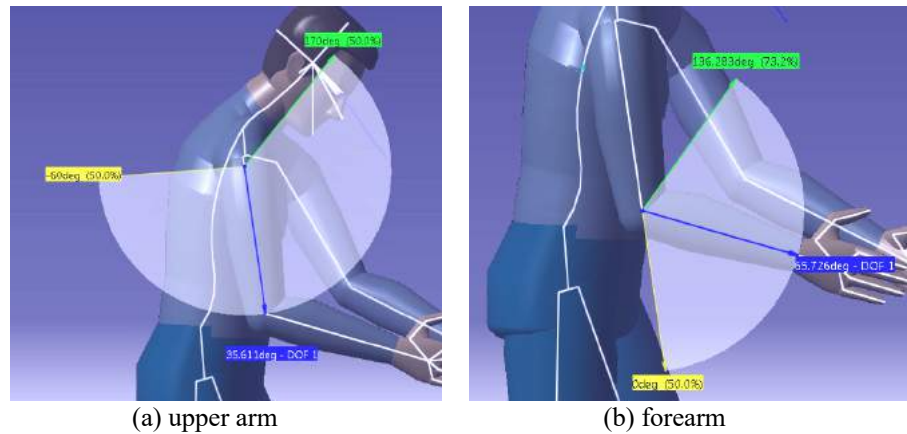 170deg (50.0%)
-60deg (50.0%)
35.611deg - DOF 1
136.283deg (73.2%)
65.726deg - DOF 1
0deg (50.0%)
(a) upper arm
(b) forearm